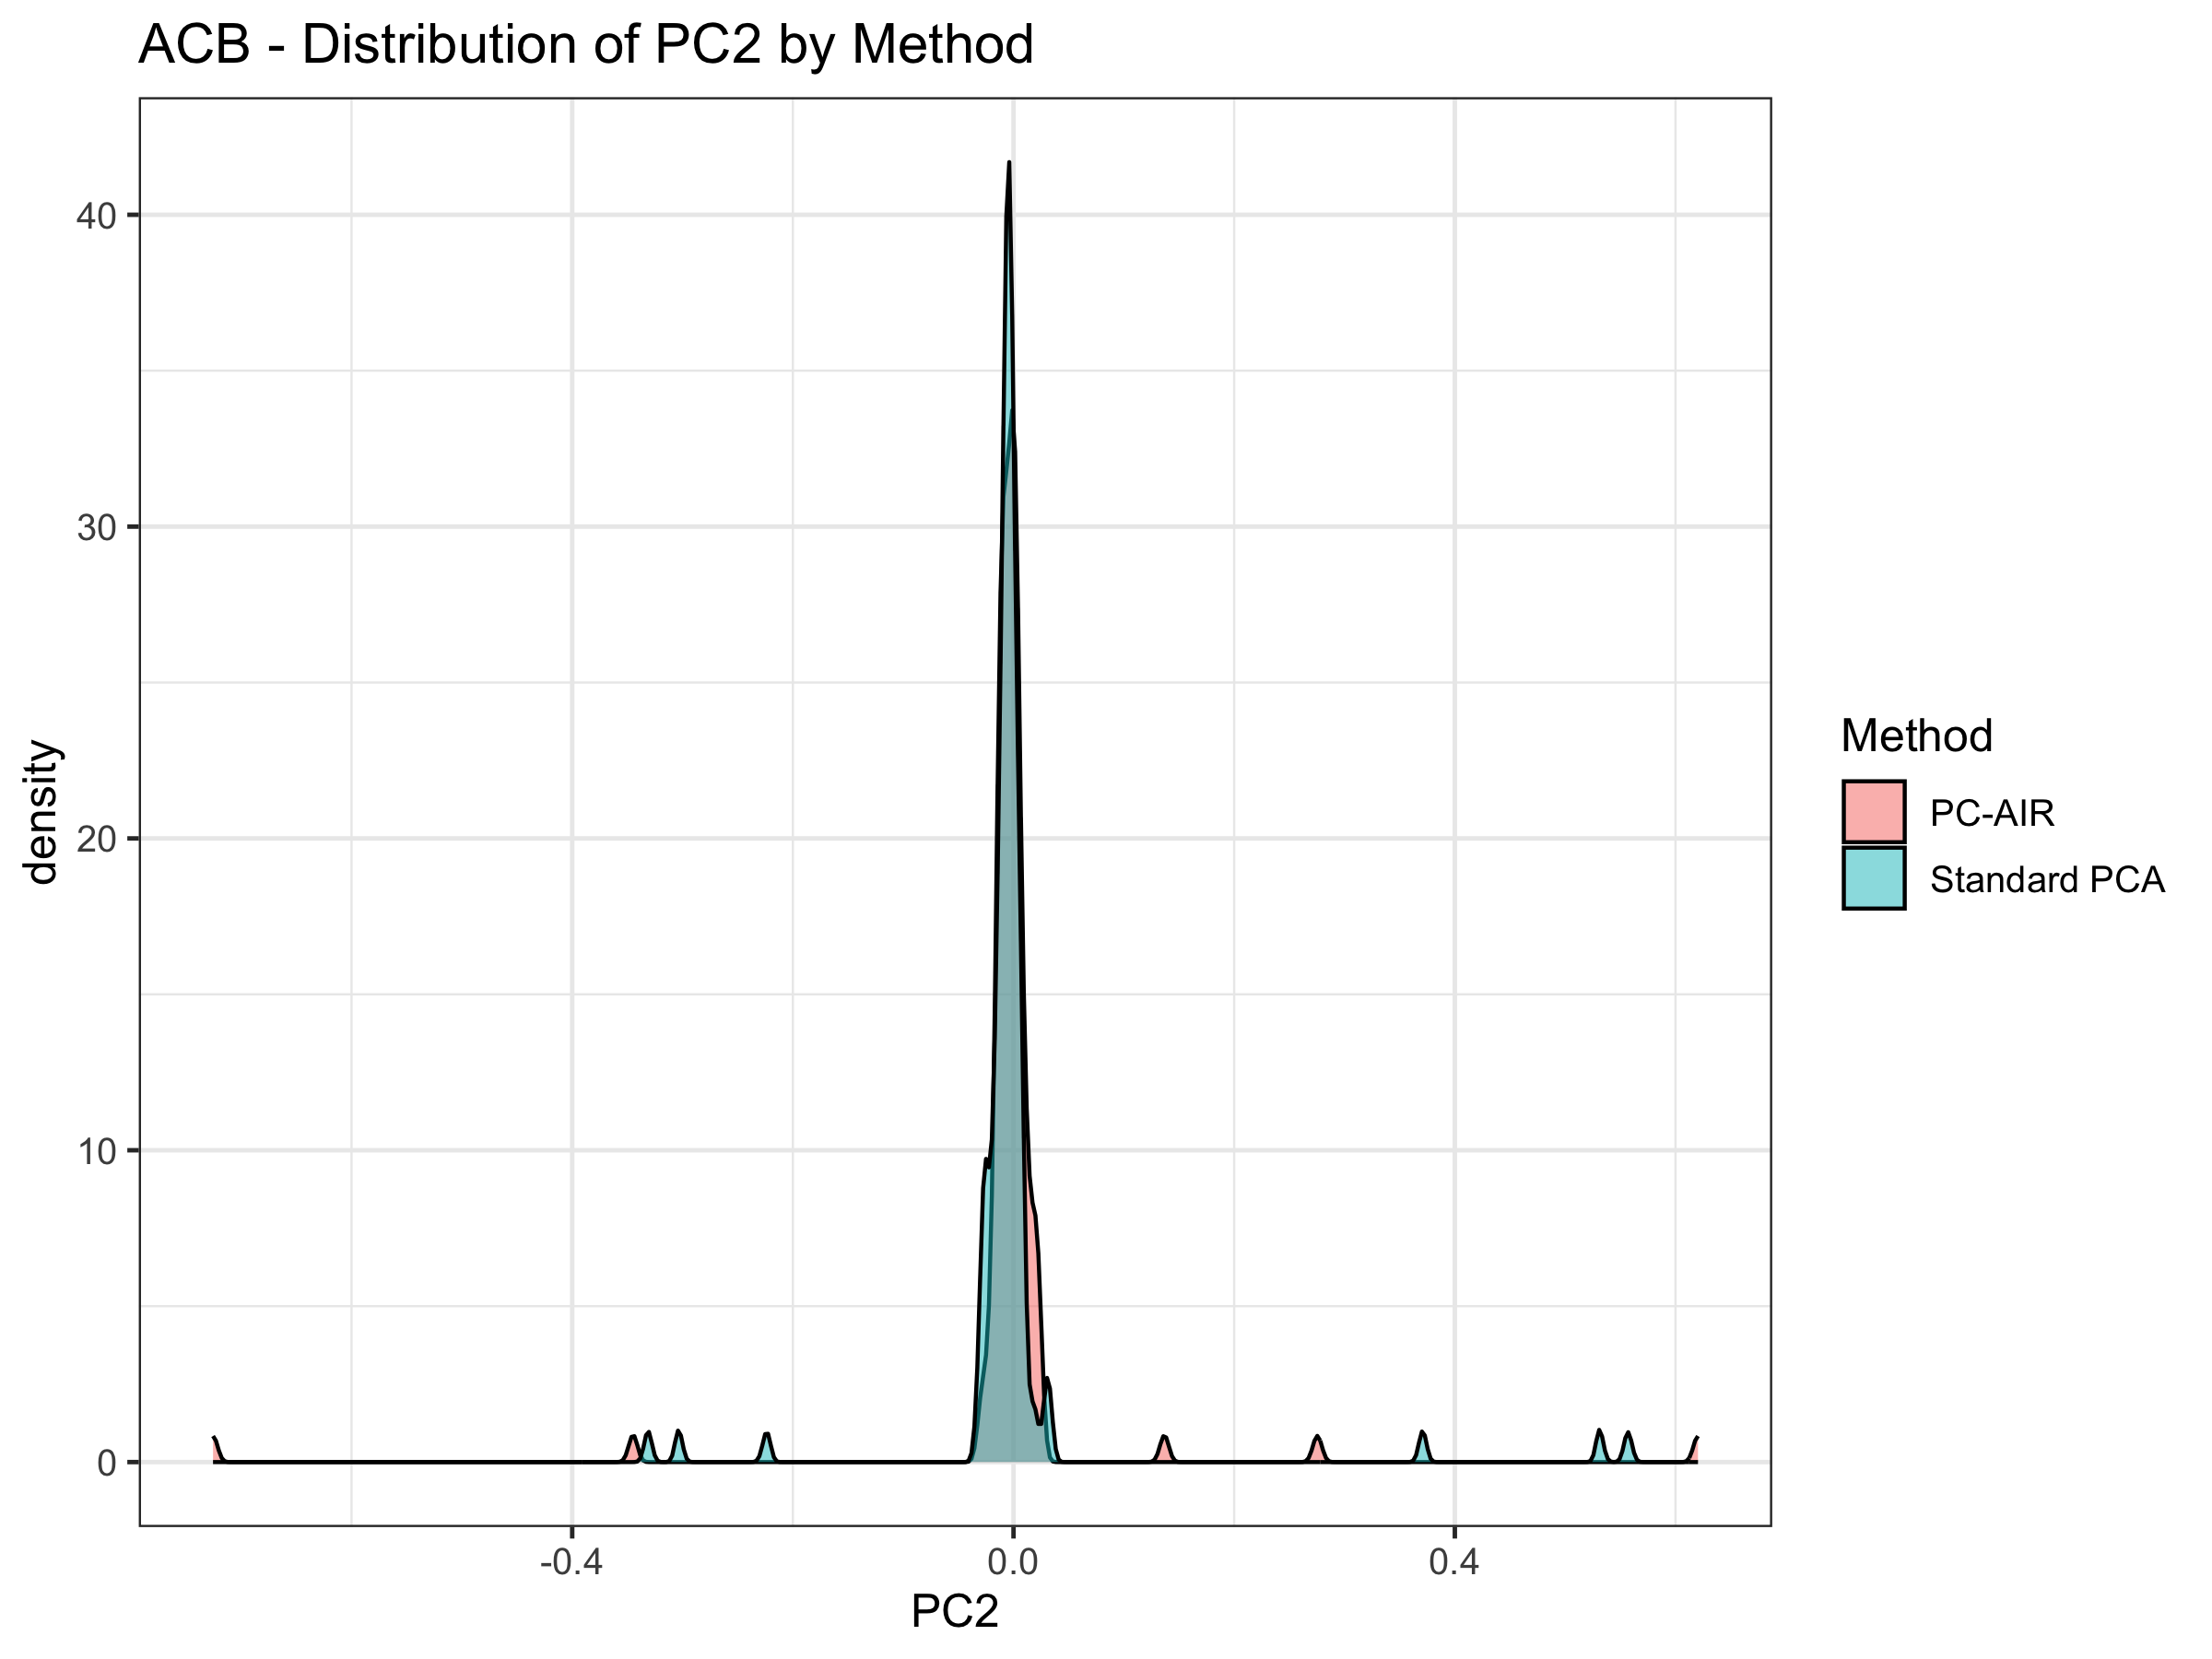 ACB - Distribution of PC2 by Method
40
30
20
10
0
density
-0.4
0.0
0.4
PC2
Method
PC-AIR
Standard PCA